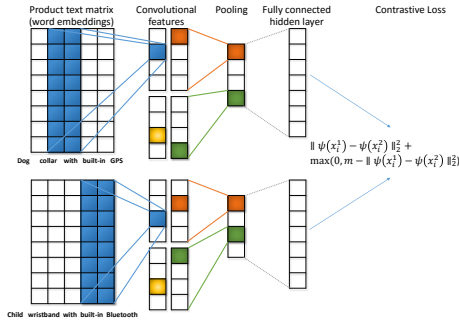 Product text matrix
(word embeddings)
Convolutional
features
Pooling
Fully connected
hidden layer
Contrastive Loss
Dog collar with built-in GPS
‖ ψ(x_i^1) − ψ(x_i^2) ‖_2^2 +
max(0, m − ‖ ψ(x_i^1) − ψ(x_i^2) ‖_2^2)
Child wristband with built-in Bluetooth